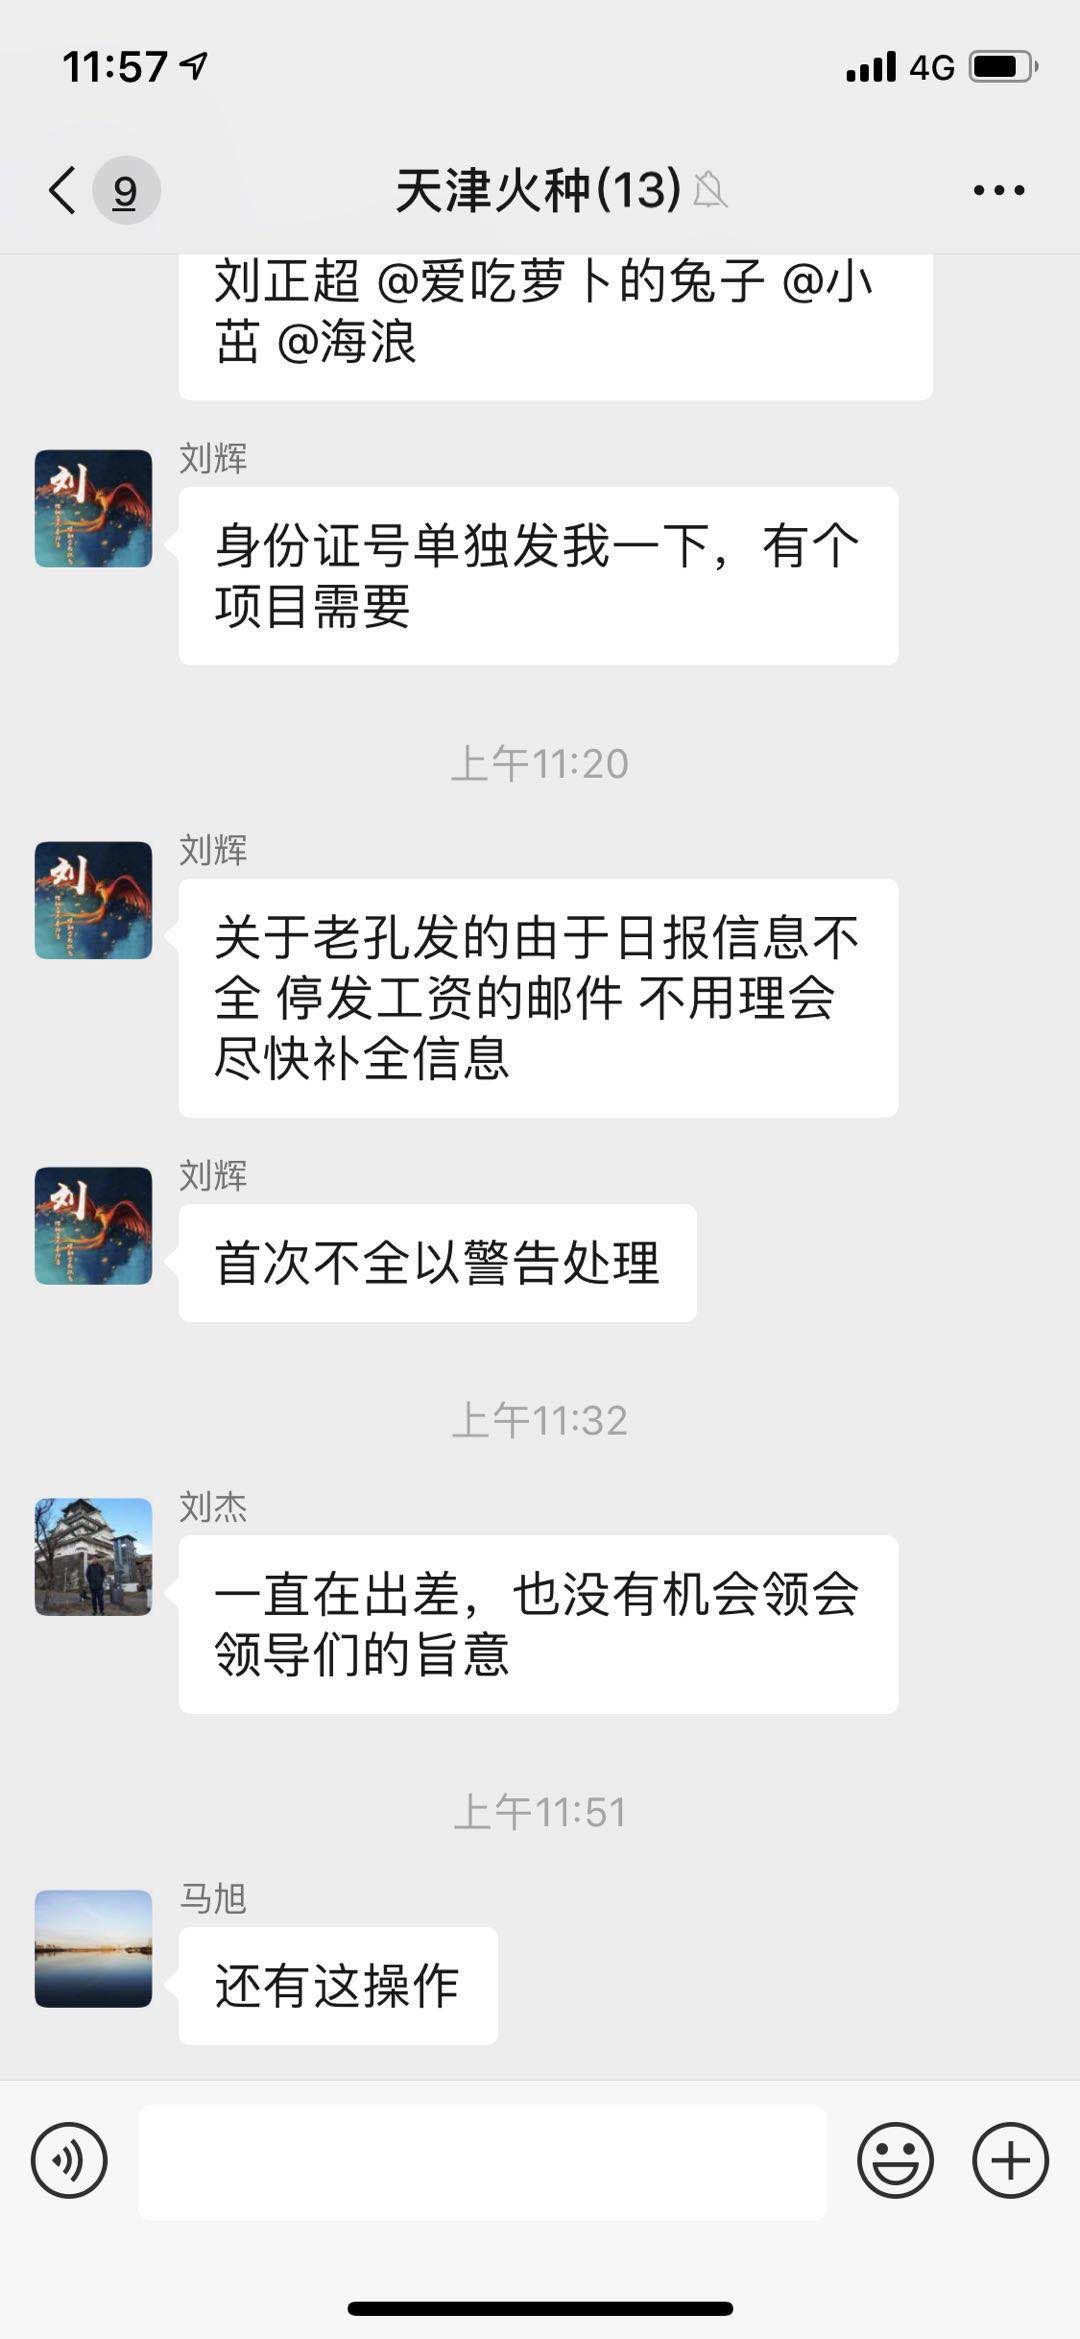 11:57
4G
9
天津火种(13)
刘正超 @爱吃萝卜的兔子 @小
茁 @海浪
刘辉
刘
身份证号单独发我一下，有个
项目需要
上午11:20
刘辉
刘
关于老孔发的由于日报信息不
全 停发工资的邮件 不用理会
尽快补全信息
刘辉
刘
首次不全以警告处理
上午11:32
刘杰
一直在出差，也没有机会领会
领导们的旨意
上午11:51
马旭
还有这操作